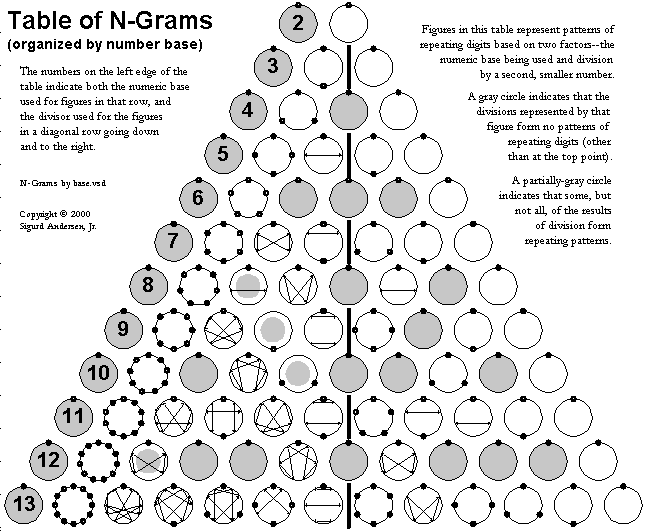 Table of N-Grams
(organized by number base)
The numbers on the left edge of the
table indicate both the numeric base
used for figures in that row, and
the divisor used for the figures
in a diagonal row going down
and to the right.
N-Grams by base.vsd
Copyright © 2000
Sigurd Andersen, Jr.
Figures in this table represent patterns of
repeating digits based on two factors--the
numeric base being used and division
by a second, smaller number.
A gray circle indicates that the
divisions represented by that
figure form no patterns of
repeating digits (other
than at the top point).
A partially-gray circle
indicates that some, but
not all, of the results
of division form
repeating patterns.
2
3
4
5
6
7
8
9
10
11
12
13